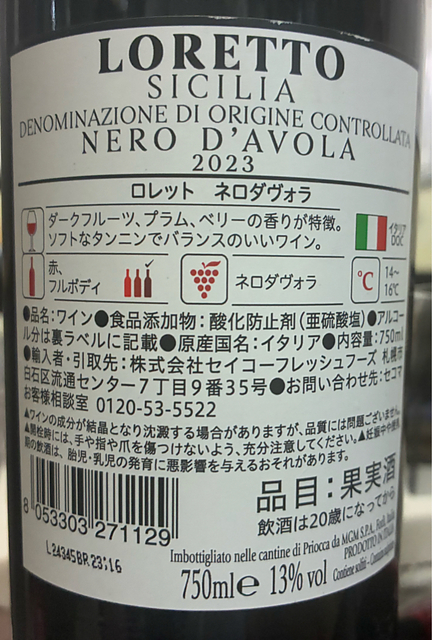 LORETTO
SICILIA
DENOMINAZIONE DI ORIGINE CONTROLLATA
NERO D'AVOLA
2023
ロレット ネロダヴォラ
ダークフルーツ、プラム、ベリーの香りが特徴。
ソフトなタンニンでバランスのいいワイン。
イタリア
DOC
赤、
フルボディ
ネロダヴォラ
℃
14〜
16℃
●品名:ワイン●食品添加物:酸化防止剤(亜硫酸塩)●アルコー
ル分は裏ラベルに記載●原産国名:イタリア●内容量:750ml
●輸入者・引取先:株式会社セイコーフレッシュフーズ 札幌市
白石区流通センター7丁目9番35号●お問い合わせ先:セコマ
お客様相談室 0120-53-5522
▲ワインの成分が結晶となり沈澱する場合がありますが、品質には問題ございません。
▲開栓時には、手や指や爪を傷つけないよう、充分注意してください。▲妊娠中や
の飲酒は、胎児・乳児の発育に悪影響を与えるおそれがあります。
品目:果実酒
飲酒は20歳になってから
8 053303 271129
L24345BR 23:16
Imbottigliato nelle cantine di Priocca da MGM S.P.A. Forlì, Italia
PRODOTTO IN ITALIA
750ml e 13% vol
Contiene solfiti -